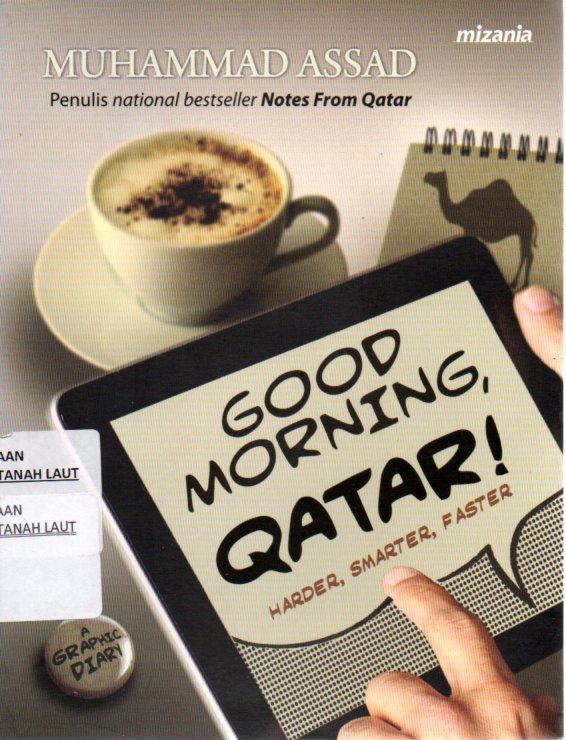 mizania
MUHAMMAD ASSAD
Penulis national bestseller Notes From Qatar
GOOD
MORNING,
QATAR!
HARDER, SMARTER, FASTER
AAN
TANAH LAUT
AAN
TANAH LAUT
A
GRAPHIC
DIARY